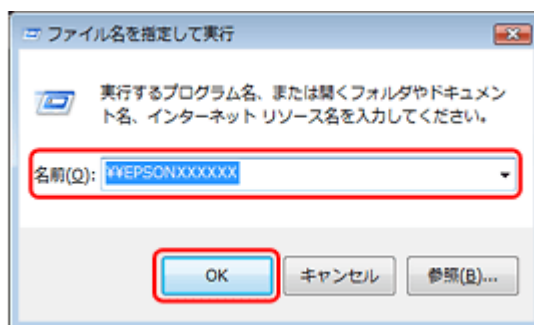 ファイル名を指定して実行
実行するプログラム名、または開くフォルダやドキュメン
ト名、インターネット リソース名を入力してください。
名前(O): ¥¥EPSONXXXXXX
OK キャンセル 参照(B)...